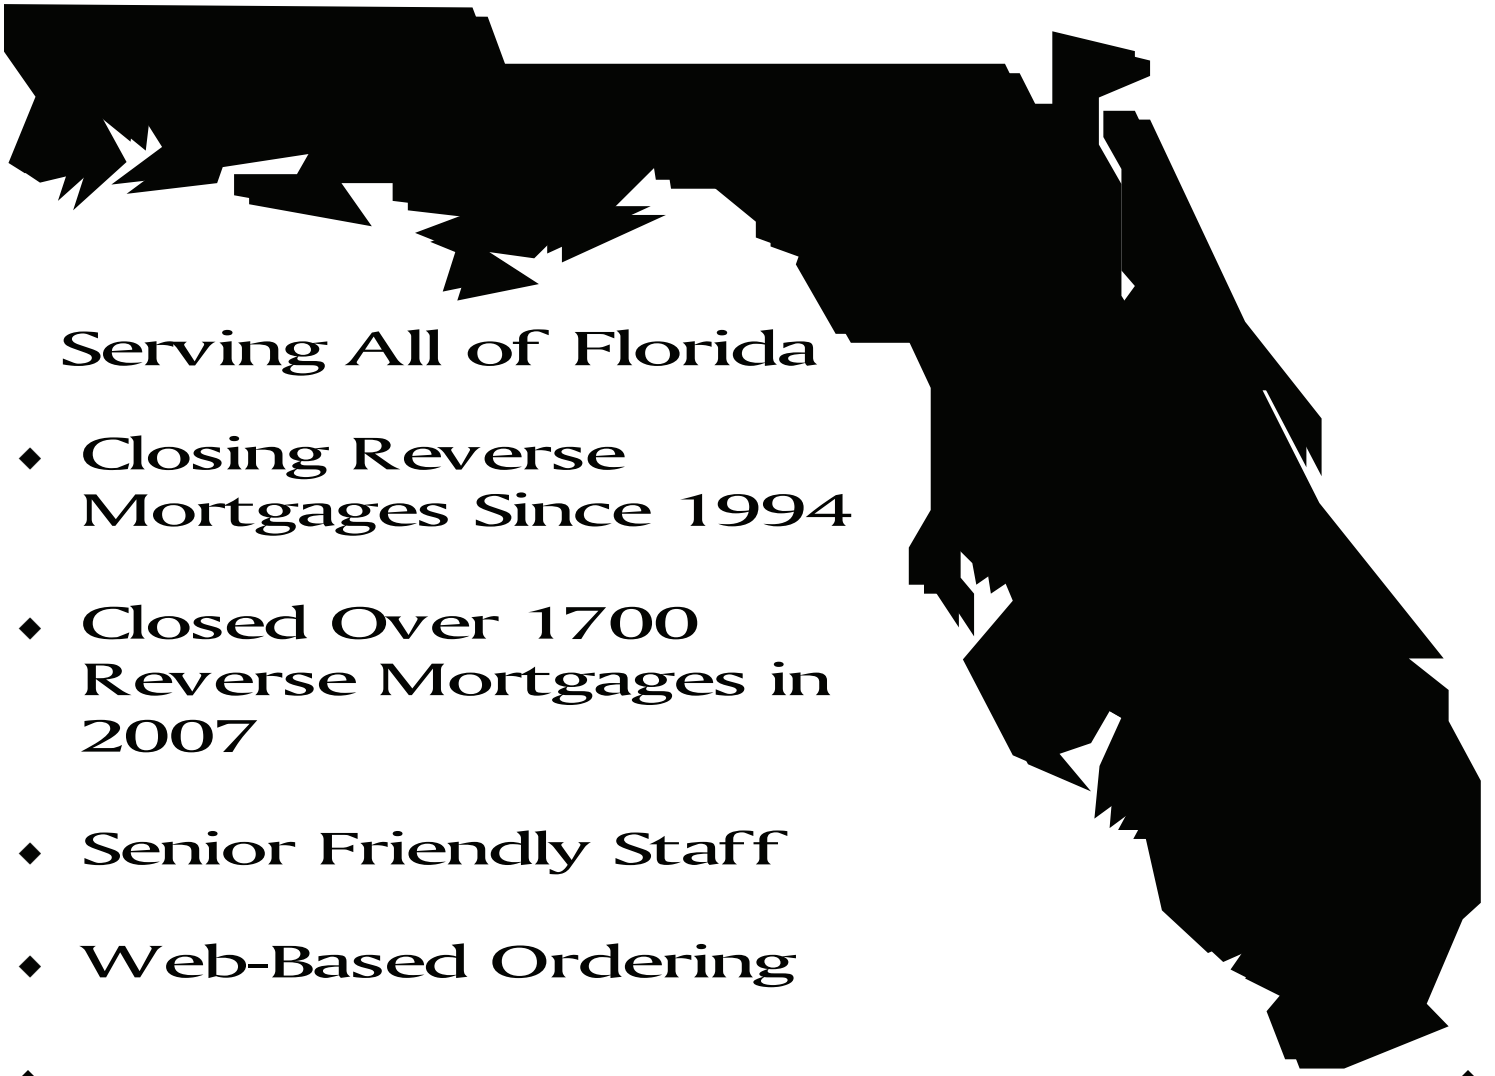 Serving All of Florida
◆ Closing Reverse
Mortgages Since 1994
◆ Closed Over 1700
Reverse Mortgages in
2007
◆ Senior Friendly Staff
◆ Web-Based Ordering